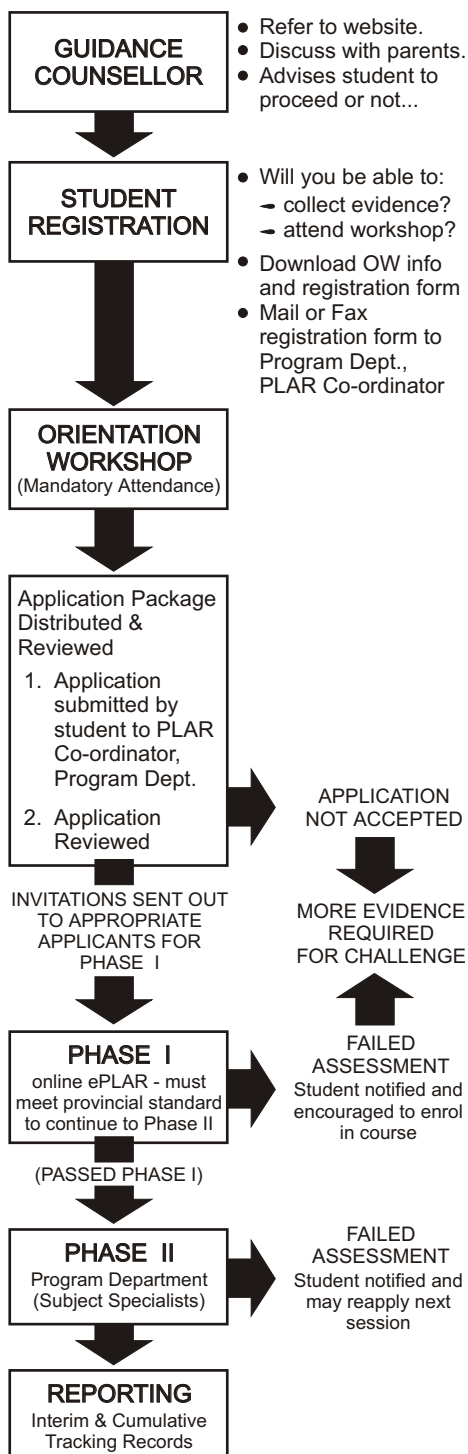 GUIDANCE
COUNSELLOR
• Refer to website.
• Discuss with parents.
• Advises student to
proceed or not...
STUDENT
REGISTRATION
• Will you be able to:
- collect evidence?
- attend workshop?
• Download OW info
and registration form
• Mail or Fax
registration form to
Program Dept.,
PLAR Co-ordinator
ORIENTATION
WORKSHOP
(Mandatory Attendance)
Application Package
Distributed &
Reviewed
1. Application
submitted by
student to PLAR
Co-ordinator,
Program Dept.
2. Application
Reviewed
APPLICATION
NOT ACCEPTED
MORE EVIDENCE
REQUIRED
FOR CHALLENGE
INVITATIONS SENT OUT
TO APPROPRIATE
APPLICANTS FOR
PHASE I
PHASE I
online ePLAR - must
meet provincial standard
to continue to Phase II
FAILED
ASSESSMENT
Student notified and
encouraged to enrol
in course
(PASSED PHASE I)
PHASE II
Program Department
(Subject Specialists)
FAILED
ASSESSMENT
Student notified and
may reapply next
session
REPORTING
Interim & Cumulative
Tracking Records